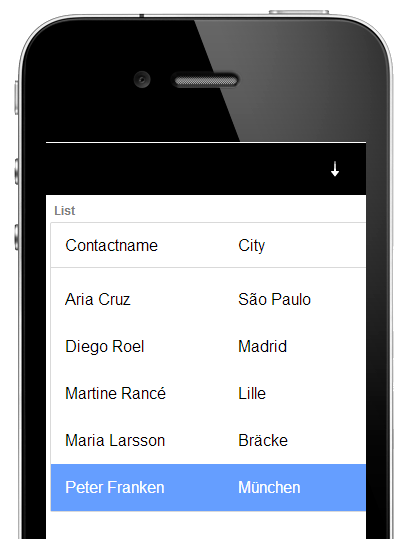 List
Contactname City
Aria Cruz São Paulo
Diego Roel Madrid
Martine Rancé Lille
Maria Larsson Bräcke
Peter Franken München